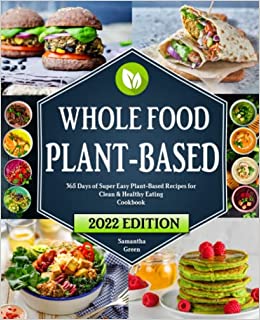 WHOLE FOOD
PLANT-BASED
365 Days of Super Easy Plant-Based Recipes for
Clean & Healthy Eating
Cookbook
2022 EDITION
Samantha
Green